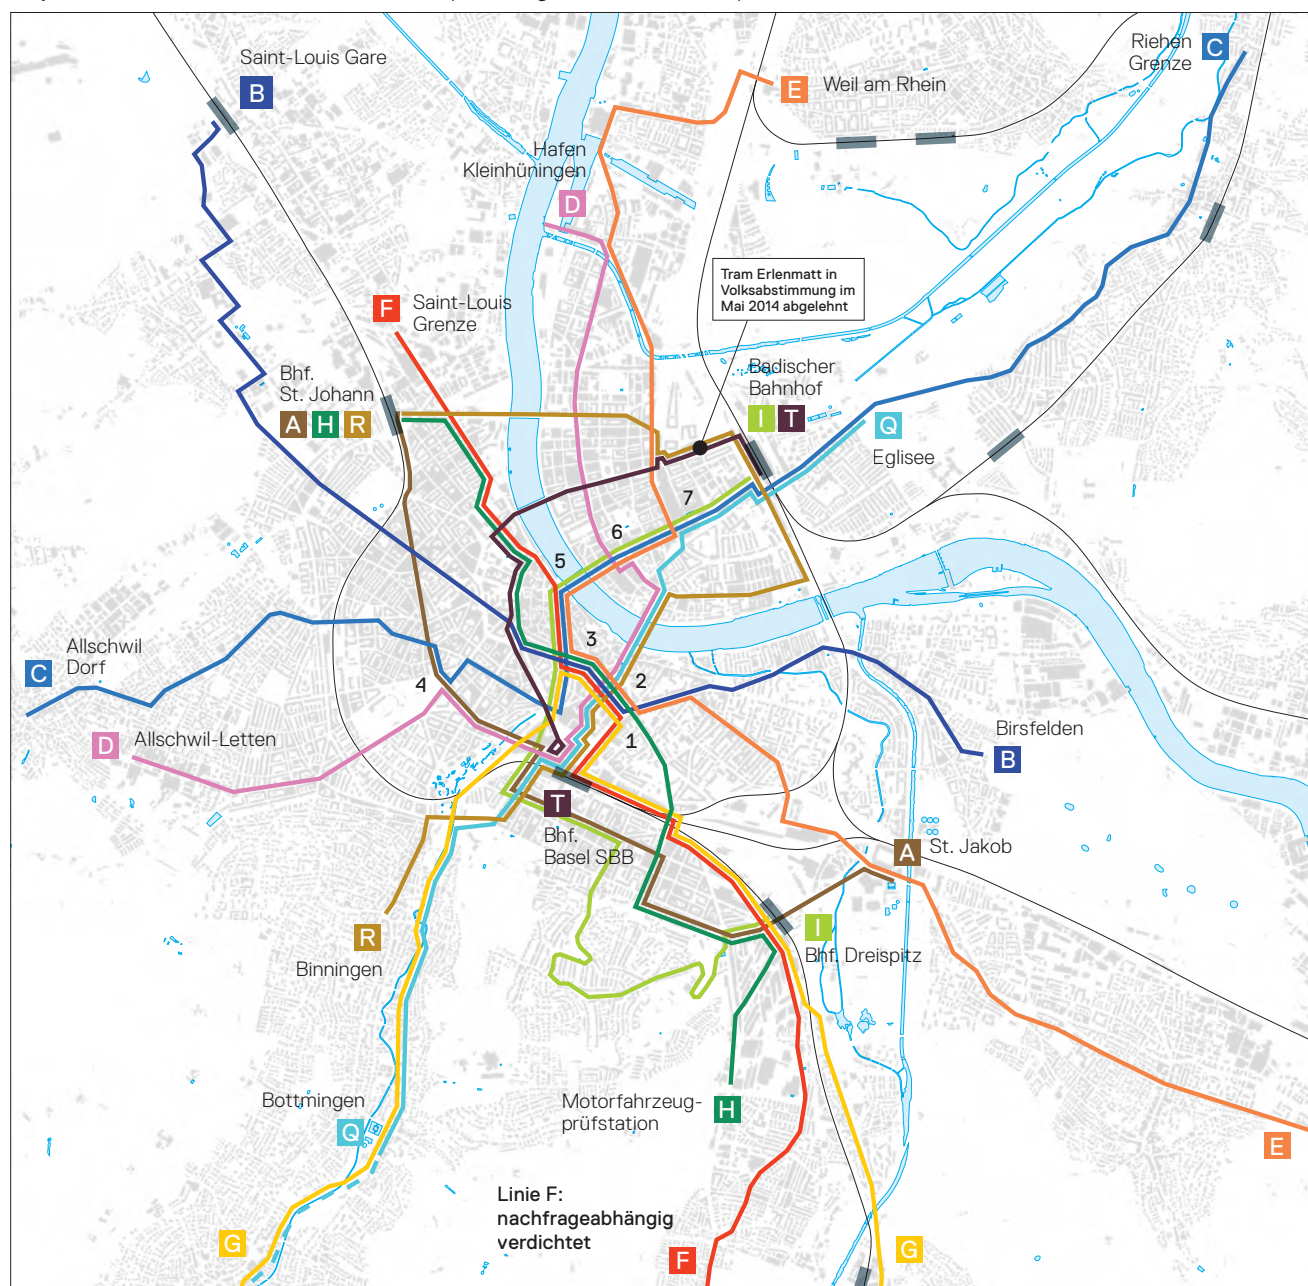 Saint-Louis Gare
B
Riehen
Grenze
C
E
Weil am Rhein
Hafen
Kleinhüningen
D
Tram Erlenmatt in
Volksabstimmung im
Mai 2014 abgelehnt
F
Saint-Louis
Grenze
Bhf.
St. Johann
A H R
Badischer
Bahnhof
I T
Q
Eglisee
7
6
5
3
2
4
1
Allschwil
Dorf
C
D
Allschwil-Letten
Birsfelden
B
T
Bhf.
Basel SBB
A
St. Jakob
R
Binningen
I
Bhf. Dreispitz
Bottmingen
Q
Motorfahrzeug-
prüfstation
H
E
Linie F:
nachfrageabhängig
verdichtet
G
F
G